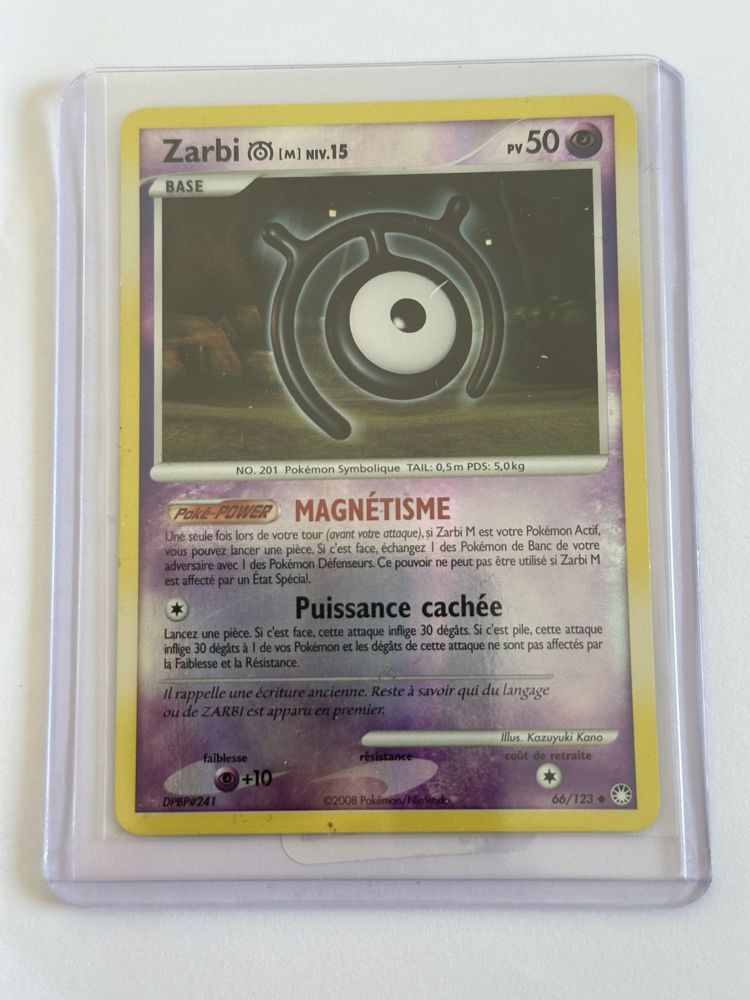 Zarbi [M] NIV.15
PV 50
BASE
NO. 201 Pokémon Symbolique TAIL: 0,5 m PDS: 5,0 kg
Poké-POWER MAGNÉTISME
Une seule fois lors de votre tour (avant votre attaque), si Zarbi M est votre Pokémon Actif,
vous pouvez lancer une pièce. Si c'est face, échangez 1 des Pokémon de Banc de votre
adversaire avec 1 des Pokémon Défenseurs. Ce pouvoir ne peut pas être utilisé si Zarbi M
est affecté par un État Spécial.
Puissance cachée
Lancez une pièce. Si c'est face, cette attaque inflige 30 dégâts. Si c'est pile, cette attaque
inflige 30 dégâts à 1 de vos Pokémon et les dégâts de cette attaque ne sont pas affectés par
la Faiblesse et la Résistance.
Il rappelle une écriture ancienne. Reste à savoir qui du langage
ou de ZARBI est apparu en premier.
Illus. Kazuyuki Kano
faiblesse résistance coût de retraite
+10
DPBP#241 ©2008 Pokémon/Nintendo 66/123